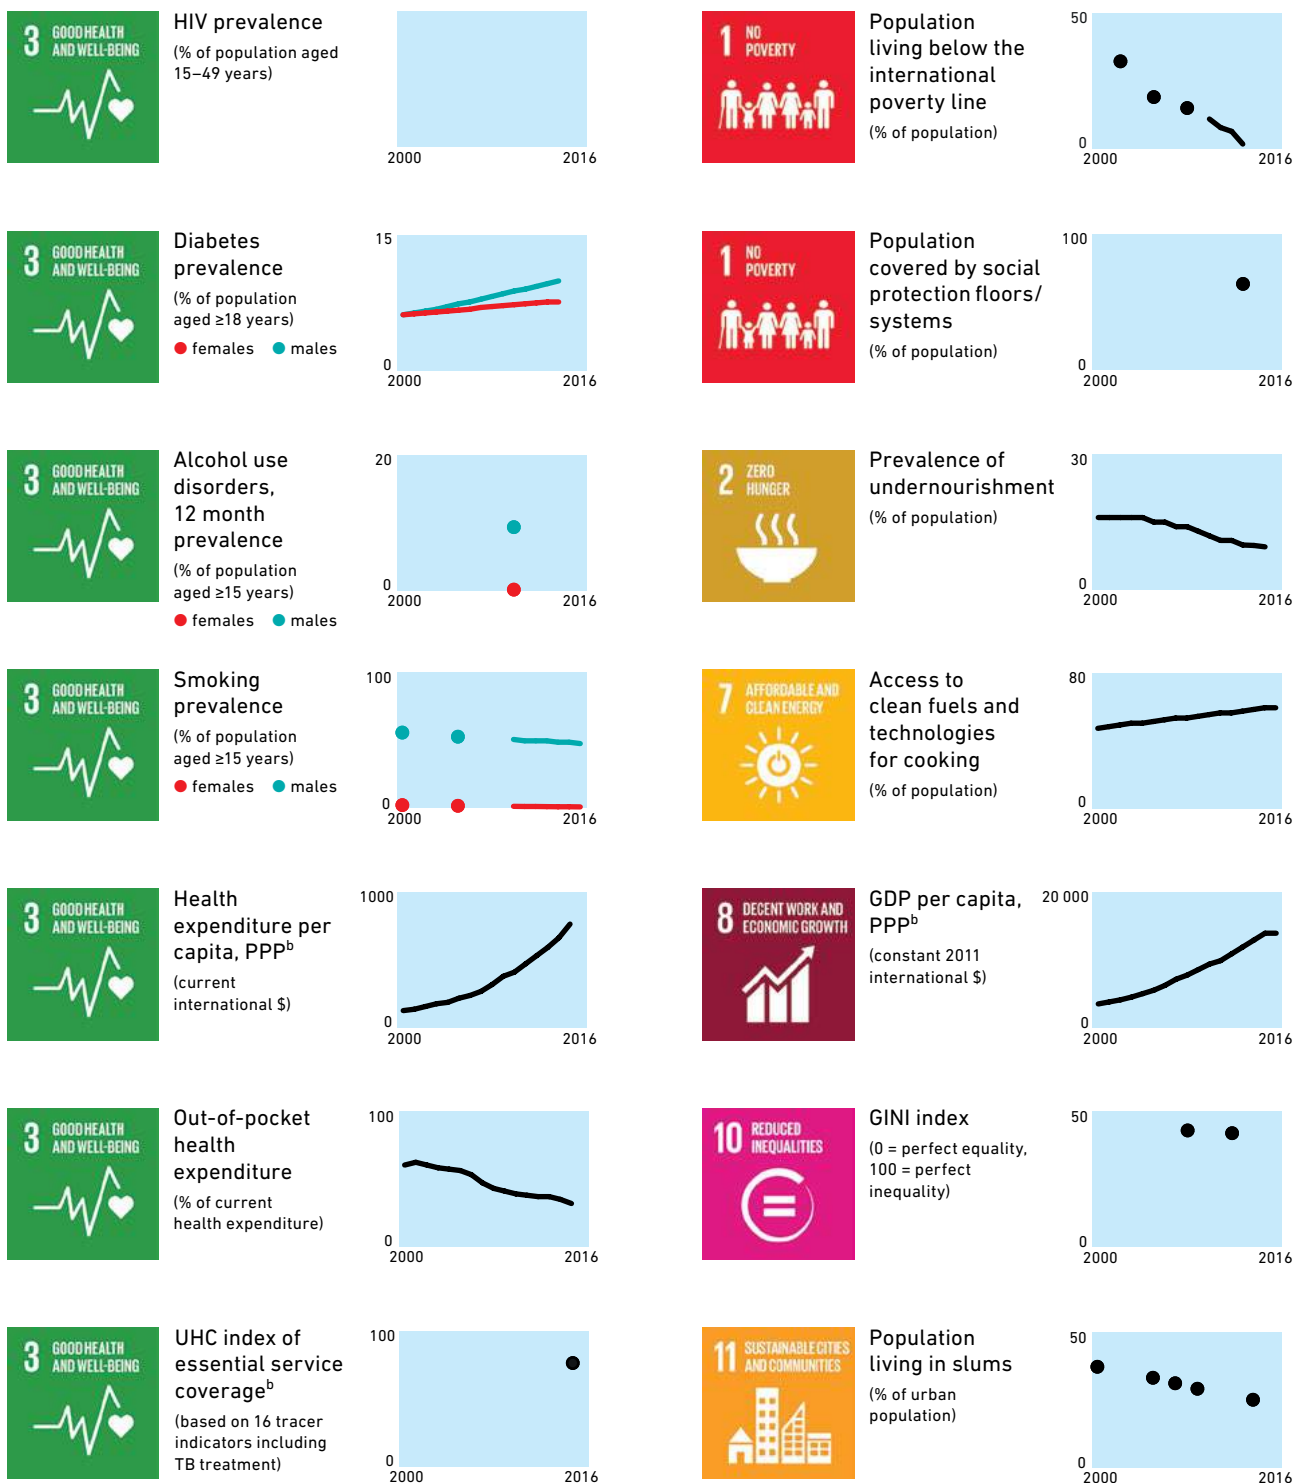 3 GOOD HEALTH
AND WELL-BEING
HIV prevalence
(% of population aged
15–49 years)
2000 2016
3 GOOD HEALTH
AND WELL-BEING
Diabetes
prevalence
(% of population
aged ≥18 years)
females males
15
0
2000 2016
3 GOOD HEALTH
AND WELL-BEING
Alcohol use
disorders,
12 month
prevalence
(% of population
aged ≥15 years)
females males
20
0
2000 2016
3 GOOD HEALTH
AND WELL-BEING
Smoking
prevalence
(% of population
aged ≥15 years)
females males
100
0
2000 2016
3 GOOD HEALTH
AND WELL-BEING
Health
expenditure per
capita, PPPᵇ
(current
international $)
1000
0
2000 2016
3 GOOD HEALTH
AND WELL-BEING
Out-of-pocket
health
expenditure
(% of current
health expenditure)
100
0
2000 2016
3 GOOD HEALTH
AND WELL-BEING
UHC index of
essential service
coverageᵇ
(based on 16 tracer
indicators including
TB treatment)
100
0
2000 2016
1 NO
POVERTY
Population
living below the
international
poverty line
(% of population)
50
0
2000 2016
1 NO
POVERTY
Population
covered by social
protection floors/
systems
(% of population)
100
0
2000 2016
2 ZERO
HUNGER
Prevalence of
undernourishment
(% of population)
30
0
2000 2016
7 AFFORDABLE AND
CLEAN ENERGY
Access to
clean fuels and
technologies
for cooking
(% of population)
80
0
2000 2016
8 DECENT WORK AND
ECONOMIC GROWTH
GDP per capita,
PPPᵇ
(constant 2011
international $)
20 000
0
2000 2016
10 REDUCED
INEQUALITIES
GINI index
(0 = perfect equality,
100 = perfect
inequality)
50
0
2000 2016
11 SUSTAINABLE CITIES
AND COMMUNITIES
Population
living in slums
(% of urban
population)
50
0
2000 2016